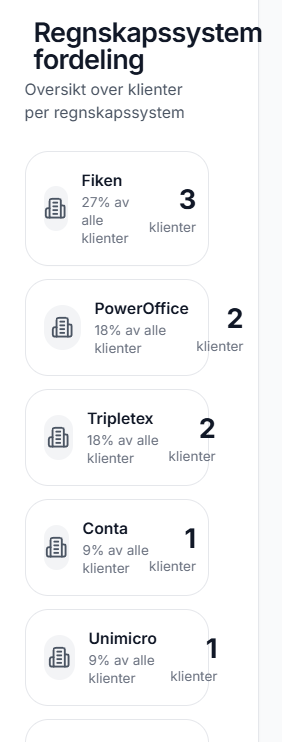 Regnskapssystem
fordeling
Oversikt over klienter
per regnskapssystem
Fiken
27% av
alle
klienter
3
klienter
PowerOffice
18% av alle
klienter
2
klienter
Tripletex
18% av alle
klienter
2
klienter
Conta
9% av alle
klienter
1
klienter
Unimicro
9% av alle
klienter
1
klienter